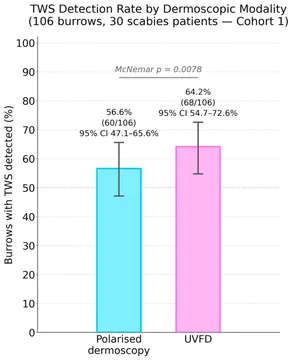 TWS Detection Rate by Dermoscopic Modality
(106 burrows, 30 scabies patients — Cohort 1)
100
90
80
70
60
50
40
30
20
10
0
Burrows with TWS detected (%)
McNemar p = 0.0078
56.6%
(60/106)
95% CI 47.1–65.6%
64.2%
(68/106)
95% CI 54.7–72.6%
Polarised
dermoscopy
UVFD